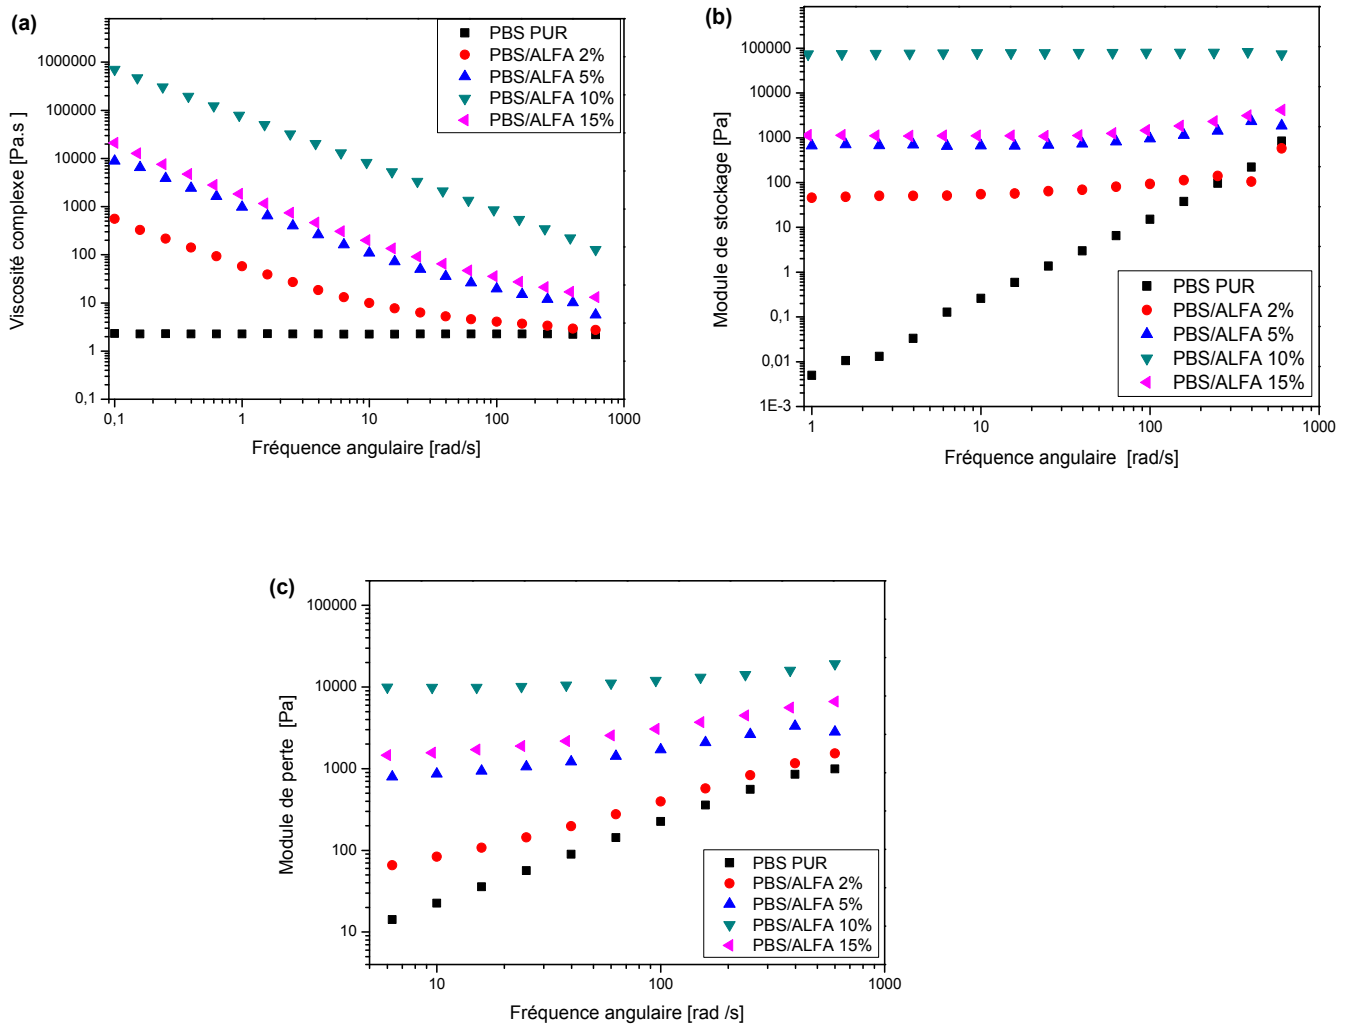 (a)
Viscosité complexe [Pa.s ]
1000000
100000
10000
1000
100
10
1
0,1
0,1
1
10
100
1000
Fréquence angulaire [rad/s]
PBS PUR
PBS/ALFA 2%
PBS/ALFA 5%
PBS/ALFA 10%
PBS/ALFA 15%
(b)
Module de stockage [Pa]
100000
10000
1000
100
10
1
0,1
0,01
1E-3
1
10
100
1000
Fréquence angulaire [rad/s]
PBS PUR
PBS/ALFA 2%
PBS/ALFA 5%
PBS/ALFA 10%
PBS/ALFA 15%
(c)
Module de perte [Pa]
100000
10000
1000
100
10
10
100
1000
Fréquence angulaire [rad /s]
PBS PUR
PBS/ALFA 2%
PBS/ALFA 5%
PBS/ALFA 10%
PBS/ALFA 15%